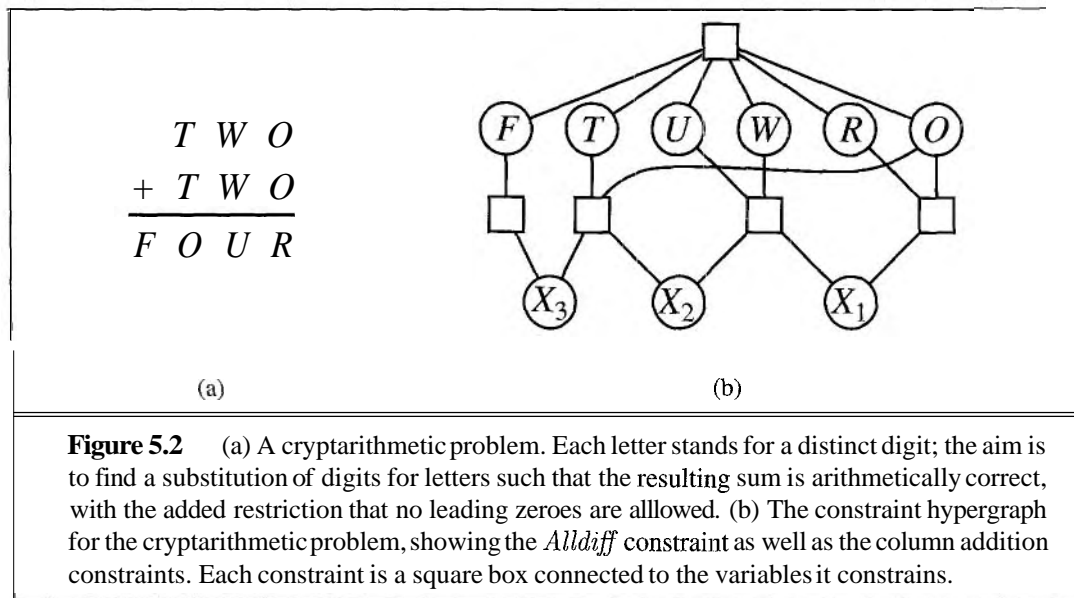 T W O
+ T W O
F O U R
F T U W R O
X3 X2 X1
(a) (b)
Figure 5.2 (a) A cryptarithmetic problem. Each letter stands for a distinct digit; the aim is
to find a substitution of digits for letters such that the resulting sum is arithmetically correct,
with the added restriction that no leading zeroes are alllowed. (b) The constraint hypergraph
for the cryptarithmetic problem, showing the Alldiff constraint as well as the column addition
constraints. Each constraint is a square box connected to the variables it constrains.